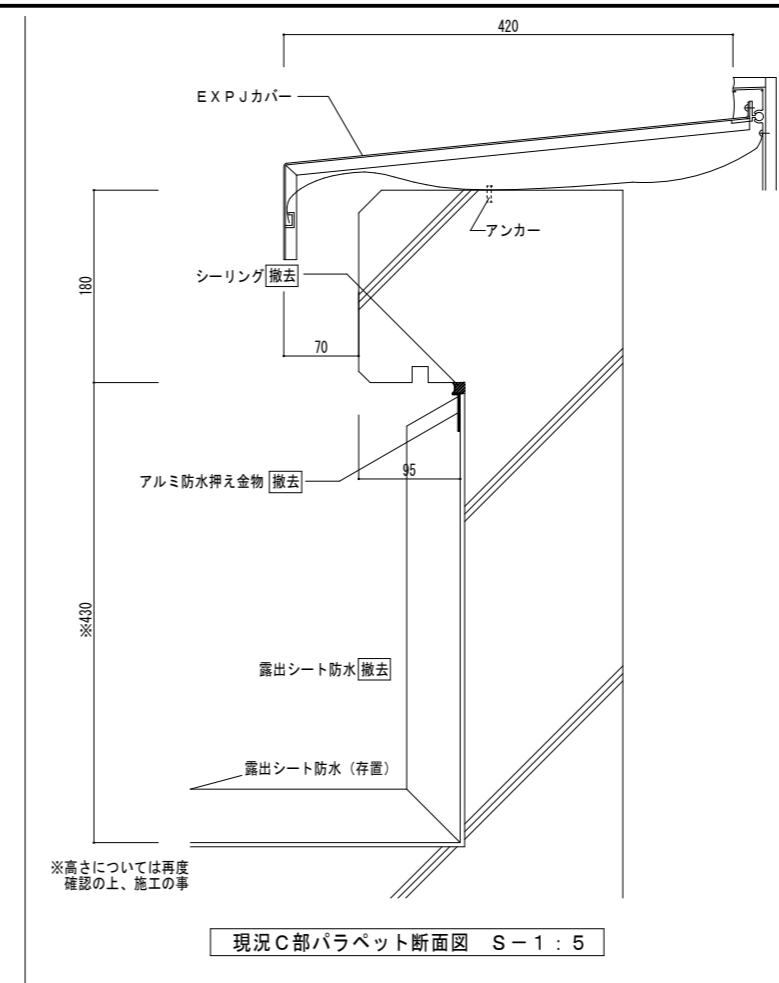 420
EXPJカバー
アンカー
シーリング 撤去
180
70
アルミ防水押え金物 撤去
95
※430
露出シート防水 撤去
露出シート防水（存置）
※高さについては再度
確認の上、施工の事
現況C部パラペット断面図 S－1：5